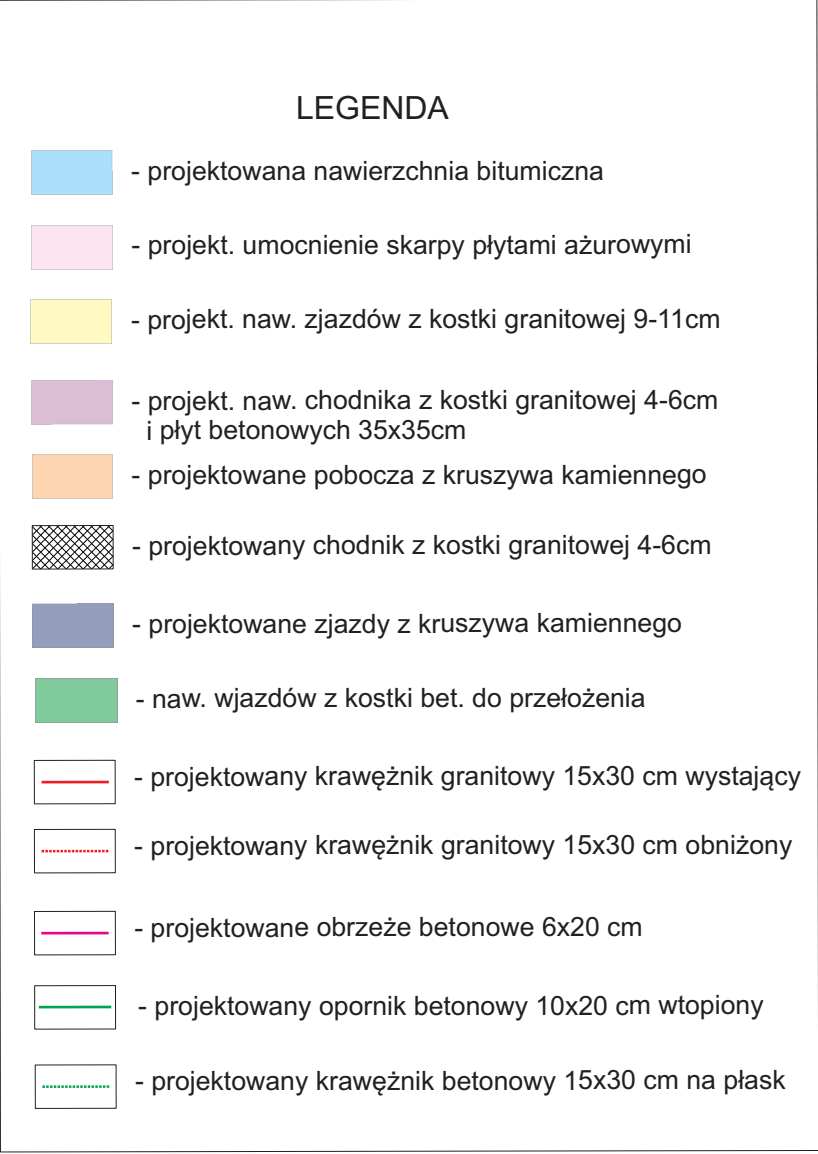 LEGENDA
- projektowana nawierzchnia bitumiczna
- projekt. umocnienie skarpy płytami ażurowymi
- projekt. naw. zjazdów z kostki granitowej 9-11cm
- projekt. naw. chodnika z kostki granitowej 4-6cm
i płyt betonowych 35x35cm
- projektowane pobocza z kruszywa kamiennego
- projektowany chodnik z kostki granitowej 4-6cm
- projektowane zjazdy z kruszywa kamiennego
- naw. wjazdów z kostki bet. do przełożenia
- projektowany krawężnik granitowy 15x30 cm wystający
- projektowany krawężnik granitowy 15x30 cm obniżony
- projektowane obrzeże betonowe 6x20 cm
- projektowany opornik betonowy 10x20 cm wtopiony
- projektowany krawężnik betonowy 15x30 cm na płask